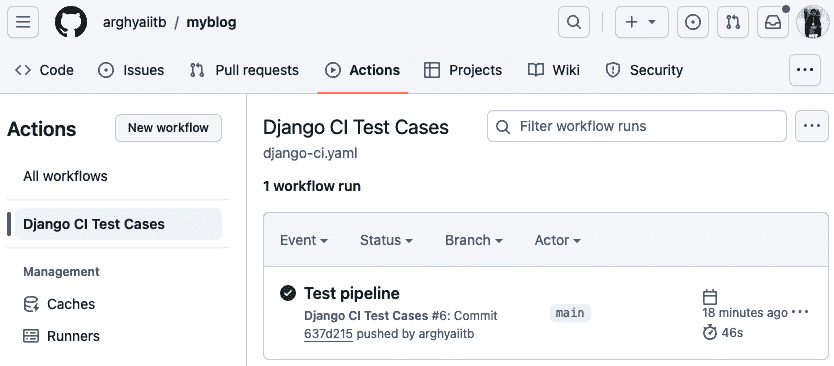 arghyaiitb / myblog
Code Issues Pull requests Actions Projects Wiki Security
Actions
New workflow
All workflows
Django CI Test Cases
Management
Caches
Runners
Django CI Test Cases
django-ci.yaml
Filter workflow runs
1 workflow run
Event Status Branch Actor
Test pipeline
Django CI Test Cases #6: Commit
637d215 pushed by arghyaiitb
main
18 minutes ago
46s